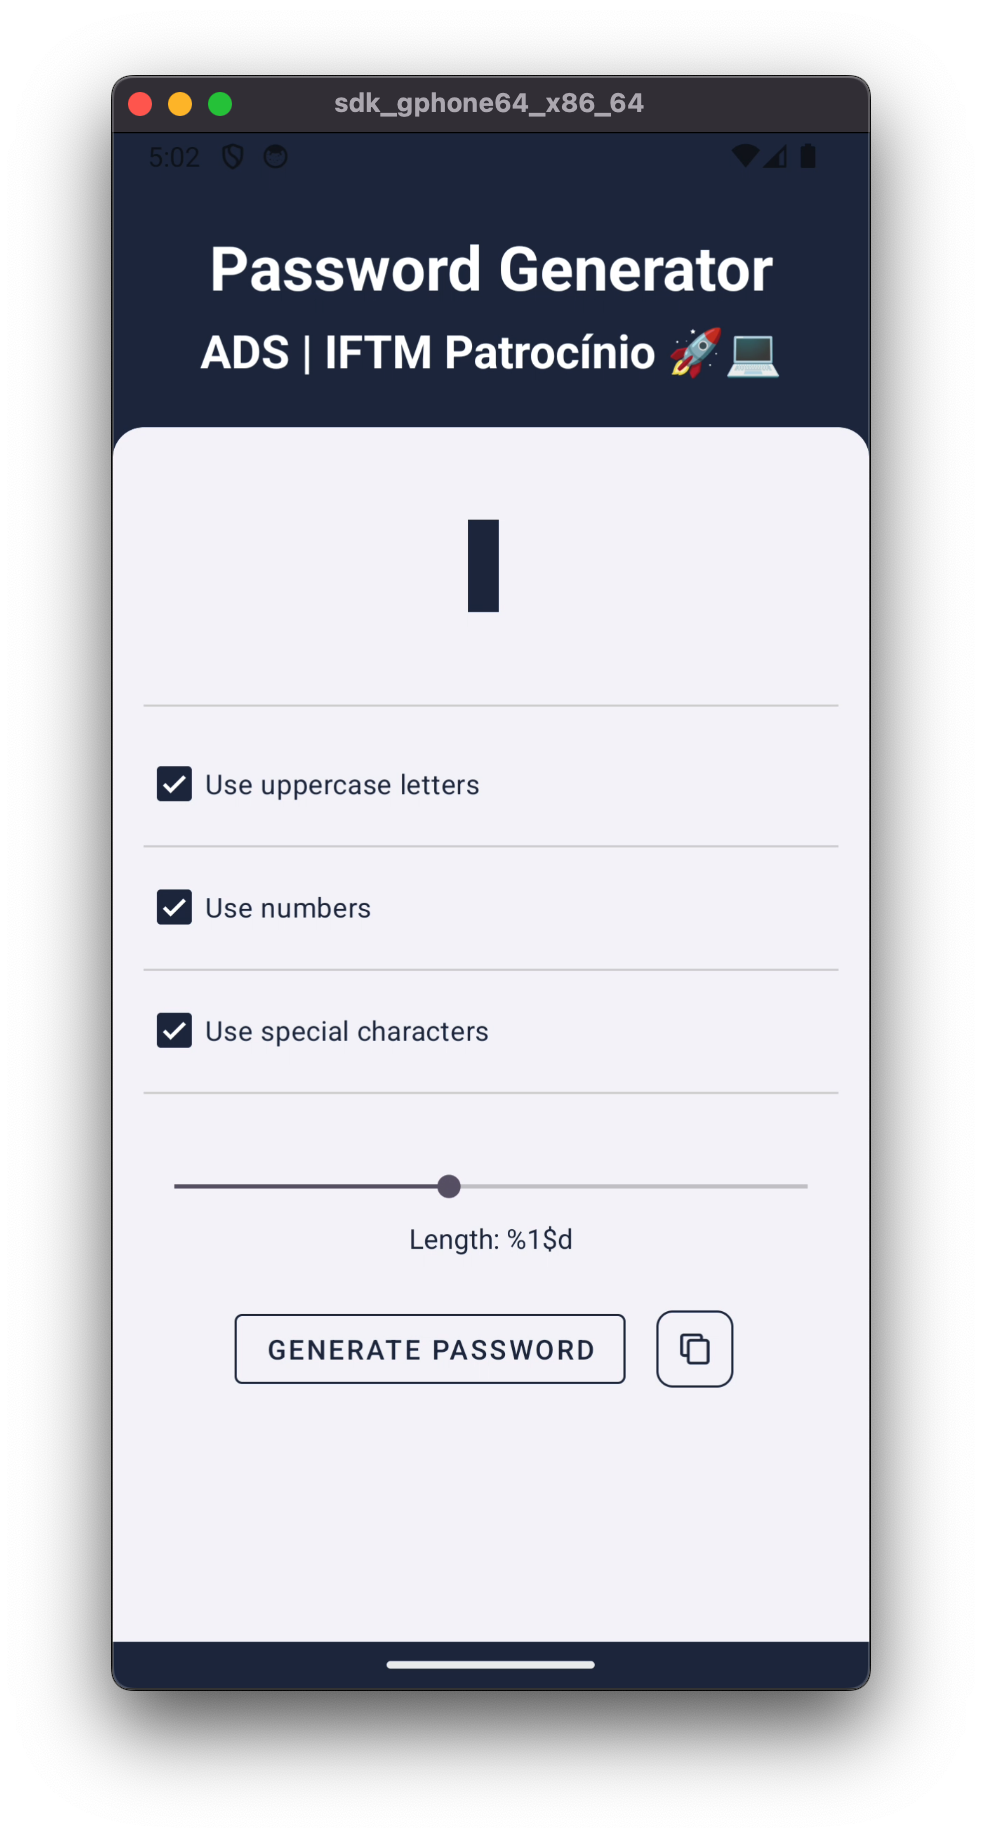 sdk_gphone64_x86_64
5:02
Password Generator
ADS | IFTM Patrocínio 🚀💻
Use uppercase letters
Use numbers
Use special characters
Length: %1$d
GENERATE PASSWORD